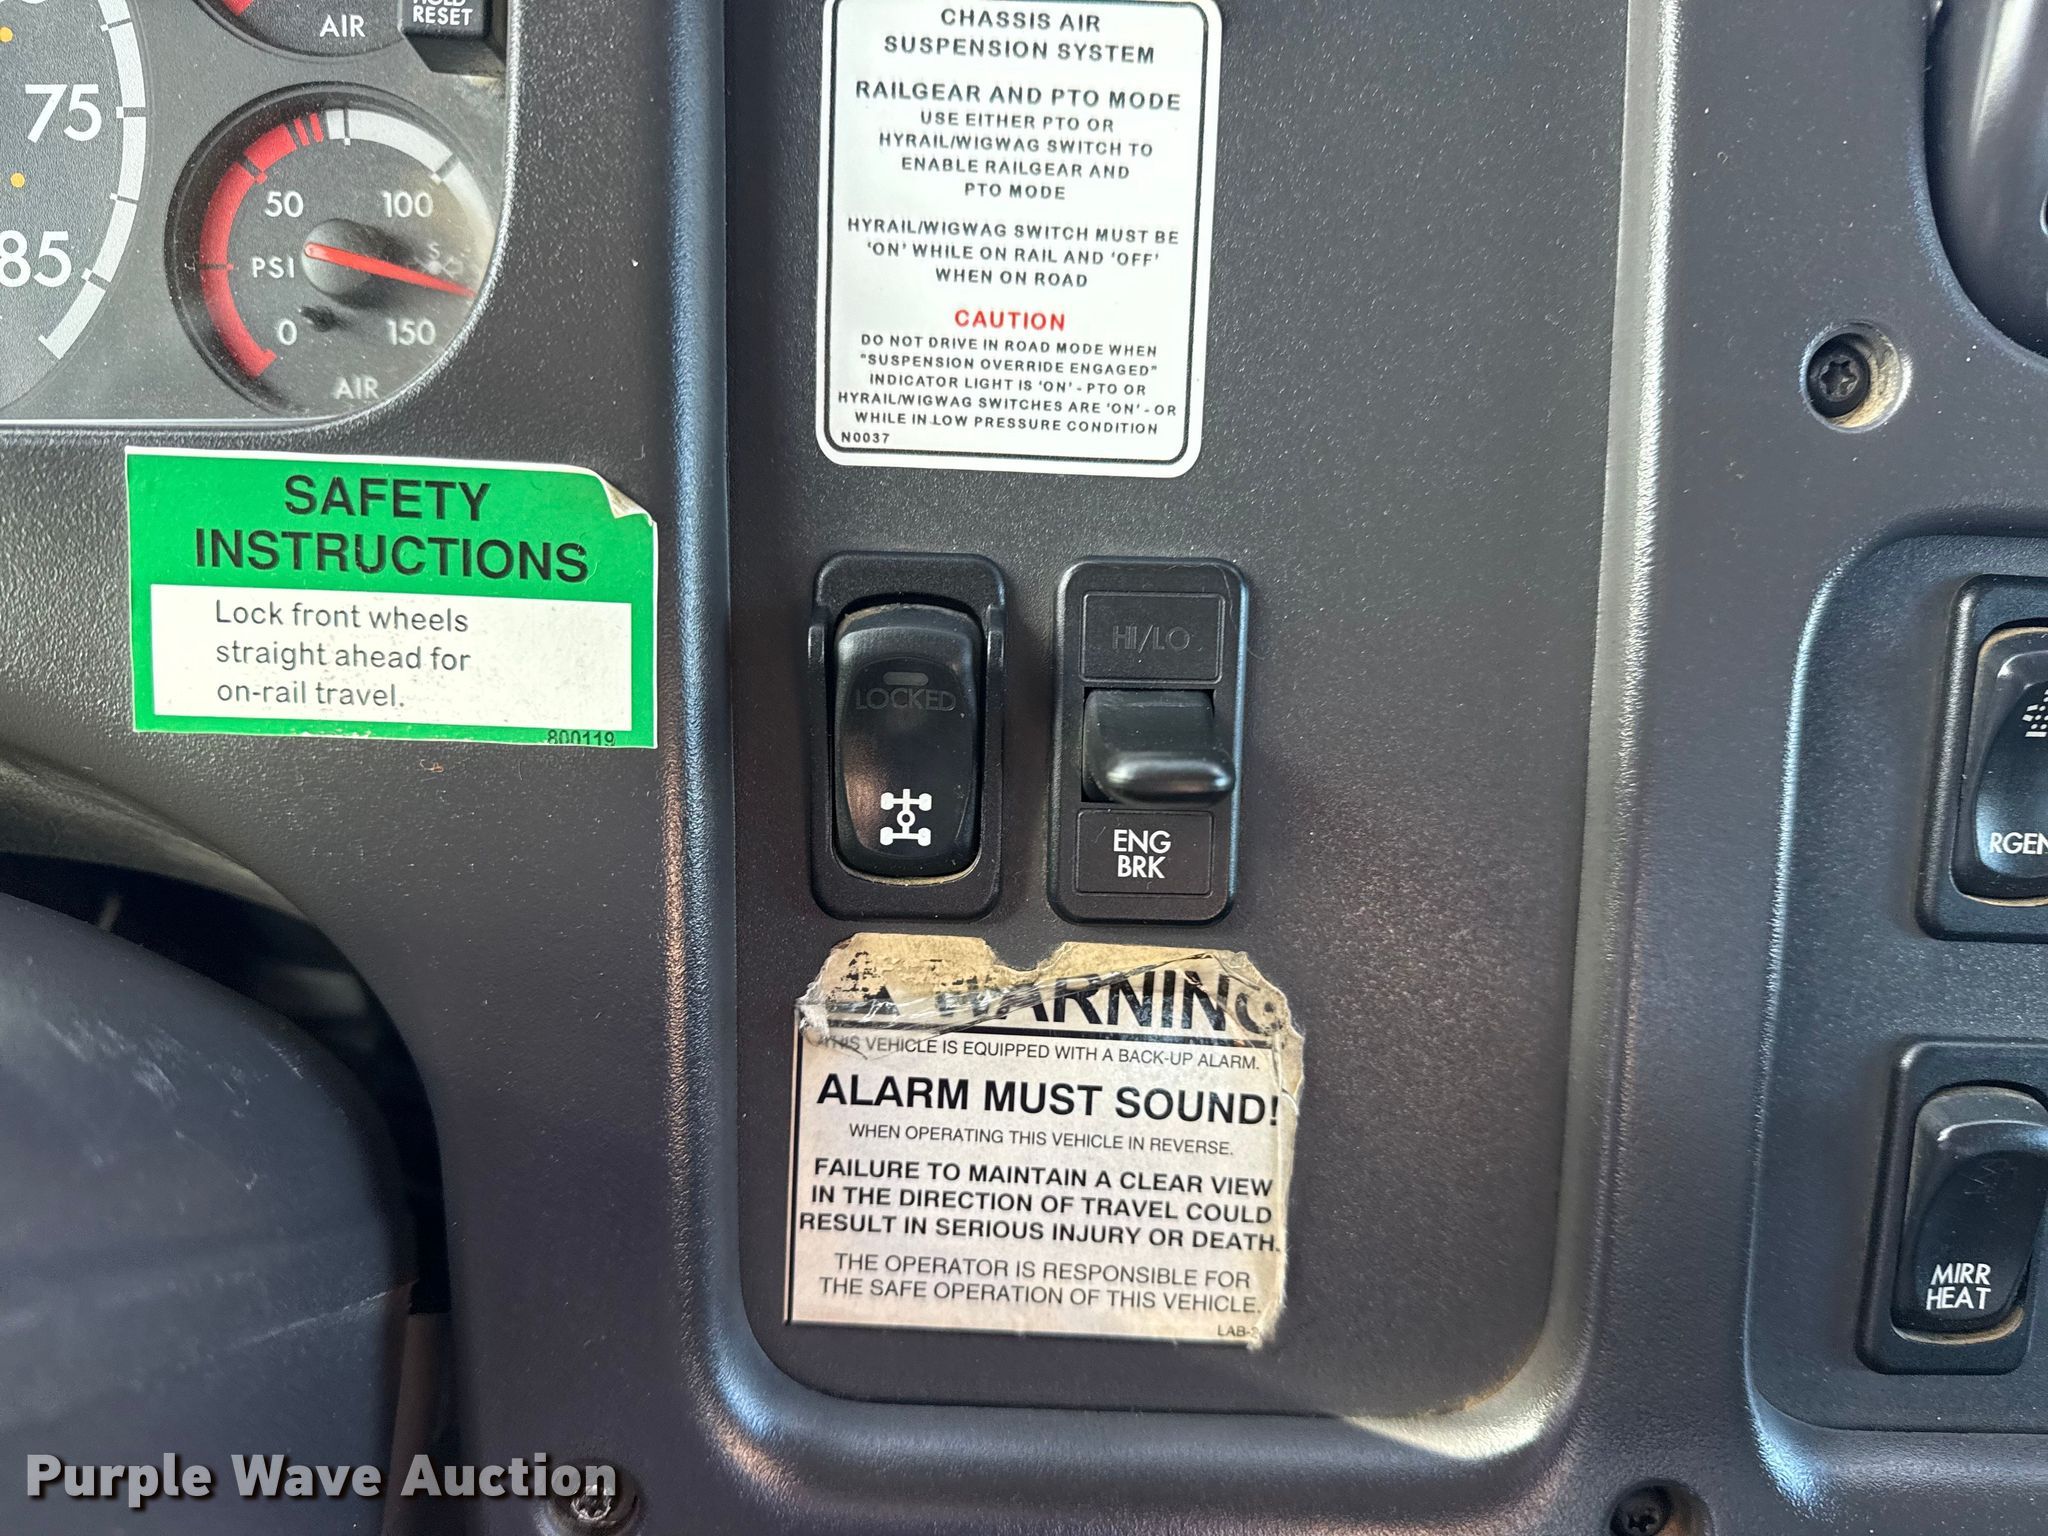 AIR
HOLD
RESET
75
85
50
100
PSI
0
150
AIR
CHASSIS AIR
SUSPENSION SYSTEM
RAILGEAR AND PTO MODE
USE EITHER PTO OR
HYRAIL/WIGWAG SWITCH TO
ENABLE RAILGEAR AND
PTO MODE
HYRAIL/WIGWAG SWITCH MUST BE
'ON' WHILE ON RAIL AND 'OFF'
WHEN ON ROAD
CAUTION
DO NOT DRIVE IN ROAD MODE WHEN
"SUSPENSION OVERRIDE ENGAGED"
INDICATOR LIGHT IS 'ON' - PTO OR
HYRAIL/WIGWAG SWITCHES ARE 'ON' - OR
WHILE IN LOW PRESSURE CONDITION
N0037
SAFETY
INSTRUCTIONS
Lock front wheels
straight ahead for
on-rail travel.
800119
LOCKED
HI/LO
ENG
BRK
RGEN
MIRR
HEAT
WARNING
THIS VEHICLE IS EQUIPPED WITH A BACK-UP ALARM.
ALARM MUST SOUND!
WHEN OPERATING THIS VEHICLE IN REVERSE.
FAILURE TO MAINTAIN A CLEAR VIEW
IN THE DIRECTION OF TRAVEL COULD
RESULT IN SERIOUS INJURY OR DEATH.
THE OPERATOR IS RESPONSIBLE FOR
THE SAFE OPERATION OF THIS VEHICLE.
LAB-2
Purple Wave Auction